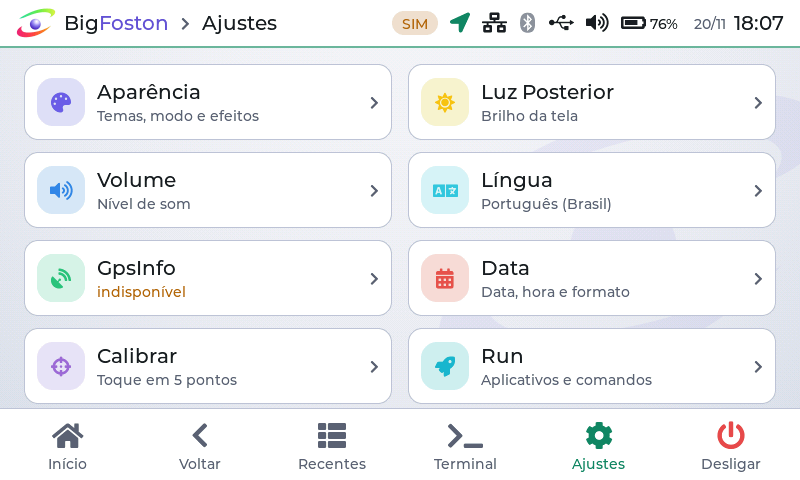 BigFoston > Ajustes
SIM
76%
20/11 18:07
Aparência
Temas, modo e efeitos
Luz Posterior
Brilho da tela
Volume
Nível de som
Língua
Português (Brasil)
GpsInfo
indisponível
Data
Data, hora e formato
Calibrar
Toque em 5 pontos
Run
Aplicativos e comandos
Início
Voltar
Recentes
Terminal
Ajustes
Desligar